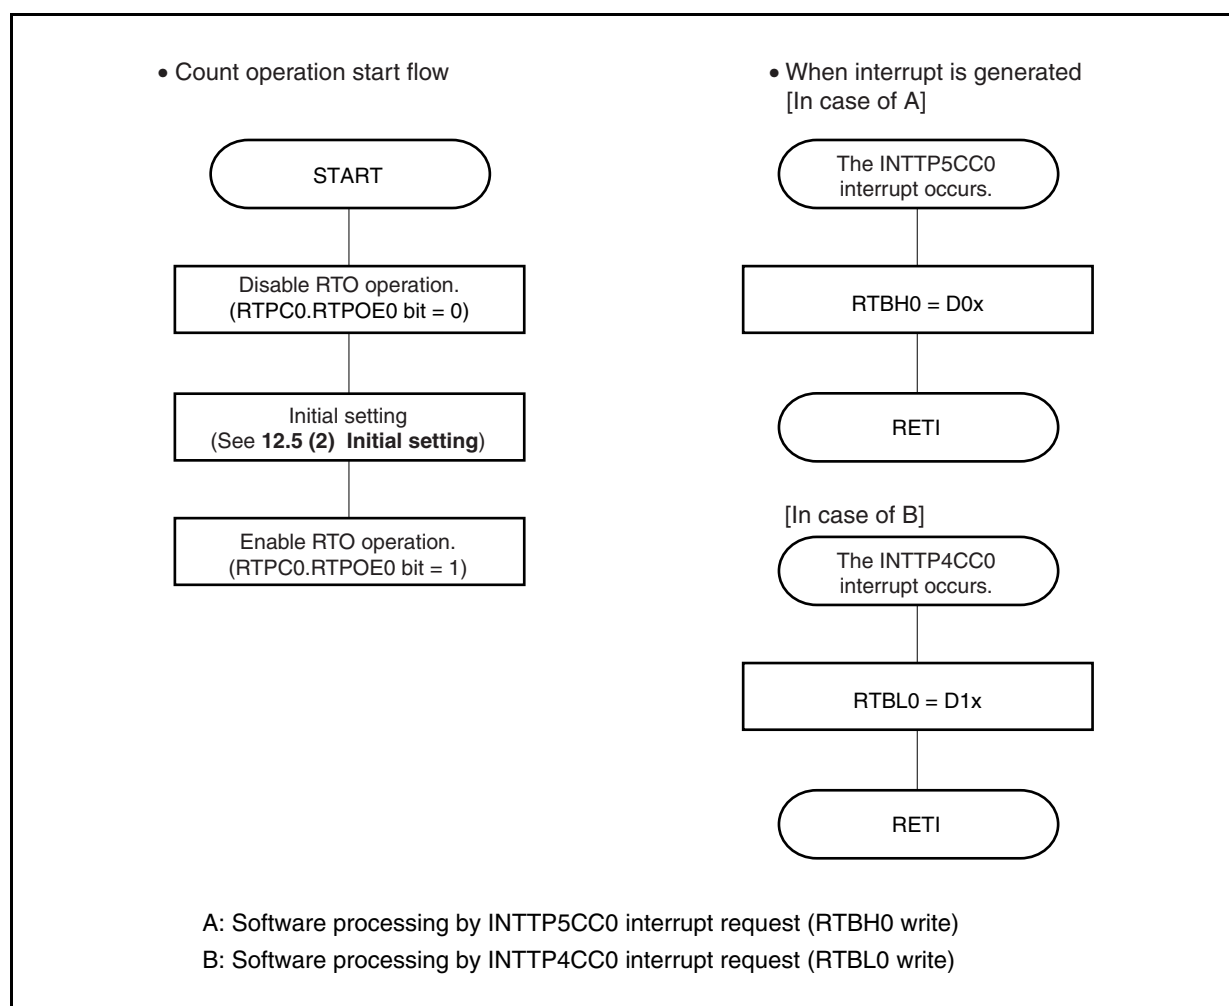 • Count operation start flow
START
Disable RTO operation.
(RTPC0.RTPOE0 bit = 0)
Initial setting
(See 12.5 (2) Initial setting)
Enable RTO operation.
(RTPC0.RTPOE0 bit = 1)
• When interrupt is generated
[In case of A]
The INTTP5CC0
interrupt occurs.
RTBH0 = D0x
RETI
[In case of B]
The INTTP4CC0
interrupt occurs.
RTBL0 = D1x
RETI
A: Software processing by INTTP5CC0 interrupt request (RTBH0 write)
B: Software processing by INTTP4CC0 interrupt request (RTBL0 write)